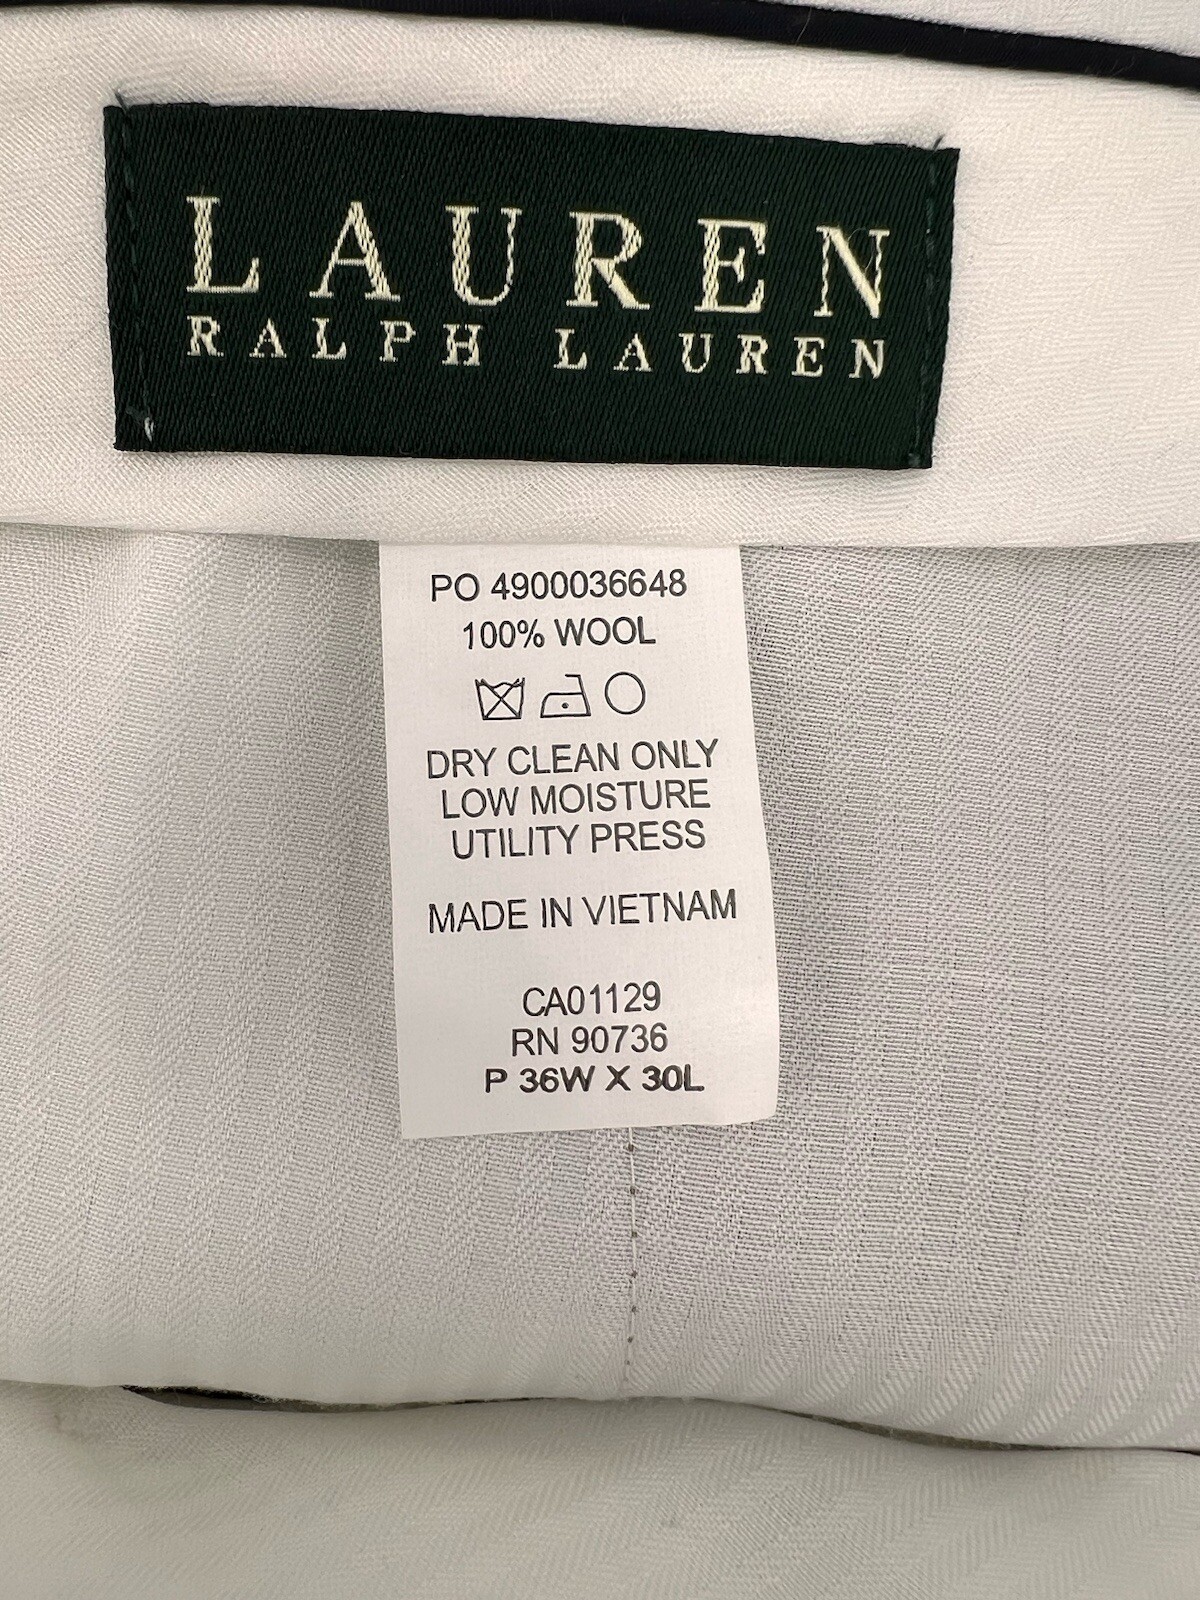 LAUREN
RALPH LAUREN
PO 4900036648
100% WOOL
DRY CLEAN ONLY
LOW MOISTURE
UTILITY PRESS
MADE IN VIETNAM
CA01129
RN 90736
P 36W X 30L